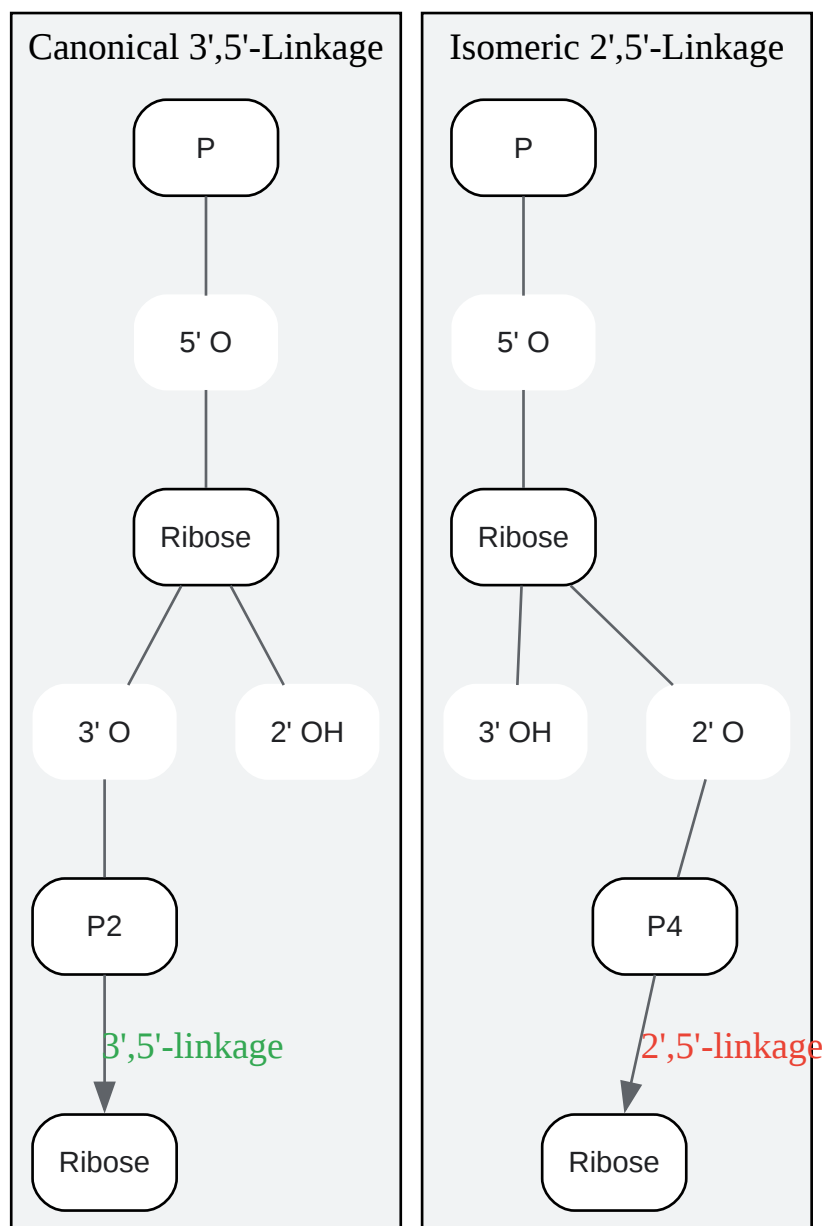 Canonical 3',5'-Linkage
P
5' O
Ribose
3' O
2' OH
P2
3',5'-linkage
Ribose
Isomeric 2',5'-Linkage
P
5' O
Ribose
3' OH
2' O
P4
2',5'-linkage
Ribose